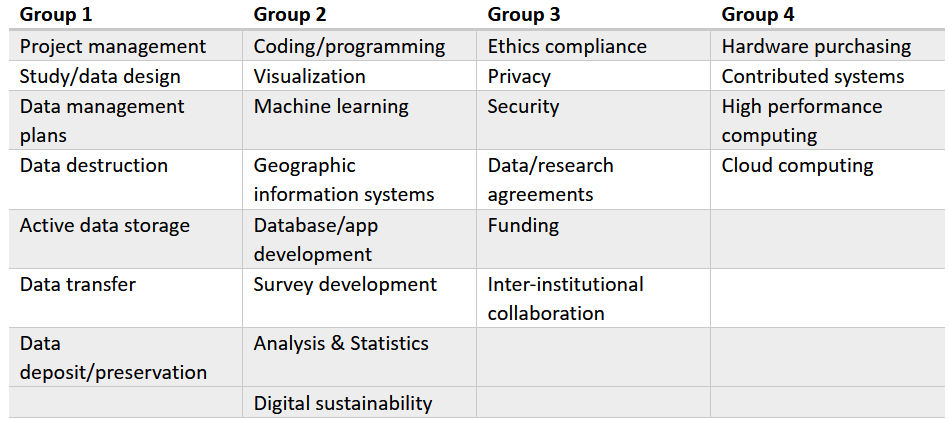 Group 1 Group 2 Group 3 Group 4
Project management Coding/programming Ethics compliance Hardware purchasing
Study/data design Visualization Privacy Contributed systems
Data management Machine learning Security High performance
plans computing
Data destruction Geographic Data/research Cloud computing
information systems agreements
Active data storage Database/app Funding
development
Data transfer Survey development Inter-institutional
collaboration
Data Analysis & Statistics
deposit/preservation
Digital sustainability